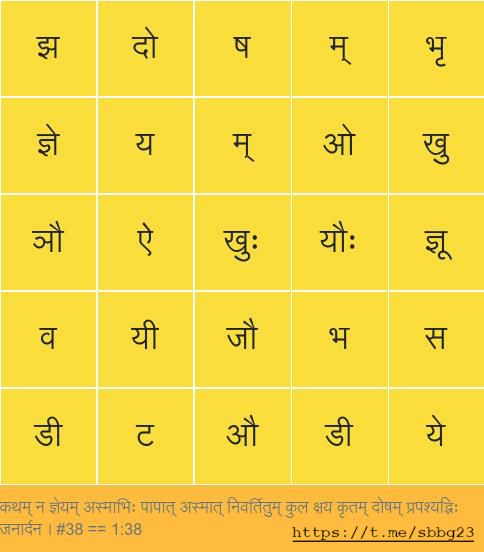 झ दो ष म् भृ
ज्ञे य म् ओ खु
ञौ ऐ खुः यौः ज्ञू
व यी जौ भ स
डी ट औ डी ये
कथम् न ज्ञेयम् अस्माभिः पापात् अस्मात् निवर्तितुम् कुल क्षय कृतम् दोषम् प्रपश्यद्भिः
जनार्दन । #38 == 1:38 https://t.me/sbbg23